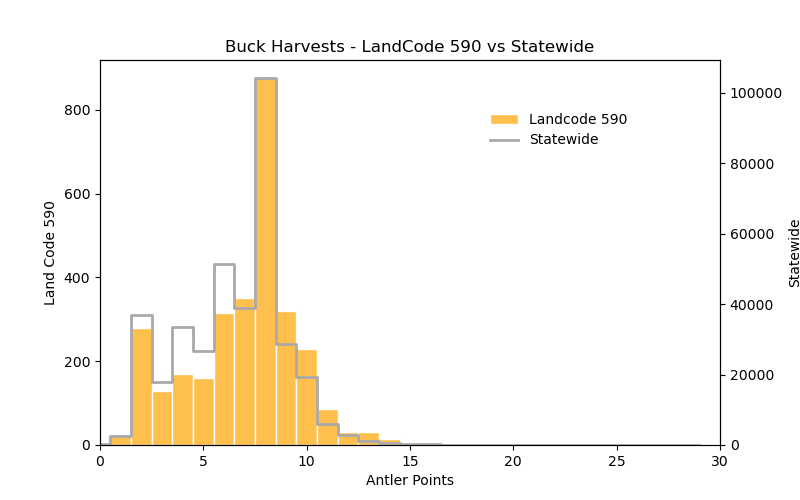 Buck Harvests - LandCode 590 vs Statewide
Landcode 590
Statewide
Land Code 590
800
600
400
200
0
100000
80000
60000
40000
20000
0
Statewide
0 5 10 15 20 25 30
Antler Points